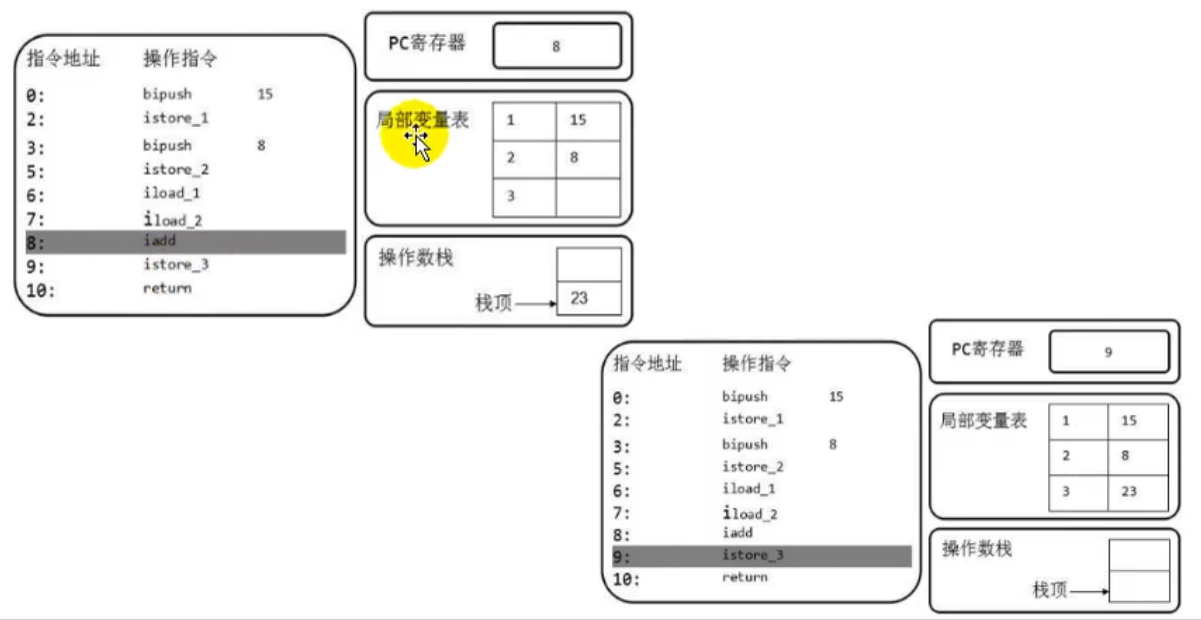 指令地址 操作指令
0: bipush 15
2: istore_1
3: bipush 8
5: istore_2
6: iload_1
7: iload_2
8: iadd
9: istore_3
10: return
PC寄存器 8
局部变量表 1 15
2 8
3
操作数栈
栈顶 23
指令地址 操作指令
0: bipush 15
2: istore_1
3: bipush 8
5: istore_2
6: iload_1
7: iload_2
8: iadd
9: istore_3
10: return
PC寄存器 9
局部变量表 1 15
2 8
3 23
操作数栈
栈顶